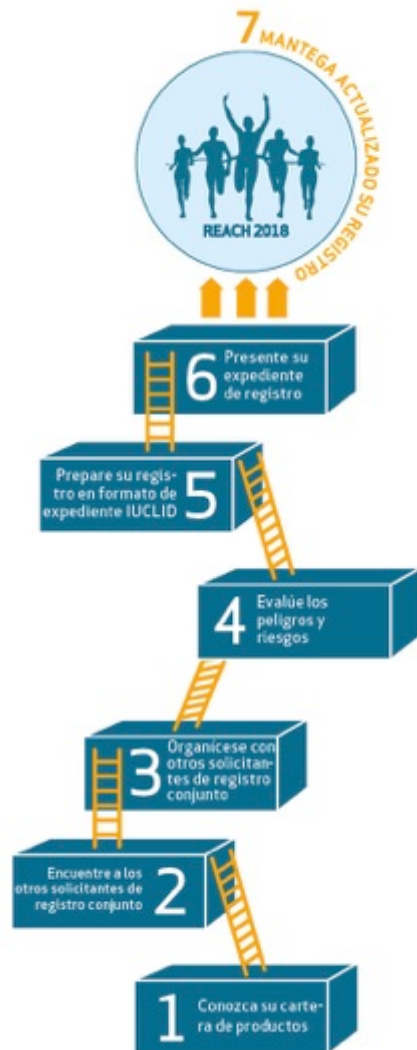 7 MANTEGA ACTUALIZADO SU REGISTRO
REACH 2018
6
Presente su
expediente
de registro
Prepare su regis-
tro en formato de
expediente IUCLID
5
4
Evalúe los
peligros y
riesgos
3
Organícese con
otros solicitan-
tes de registro
conjunto
Encuentre a los
otros solicitantes de
registro conjunto
2
1
Conozca su carte-
ra de productos